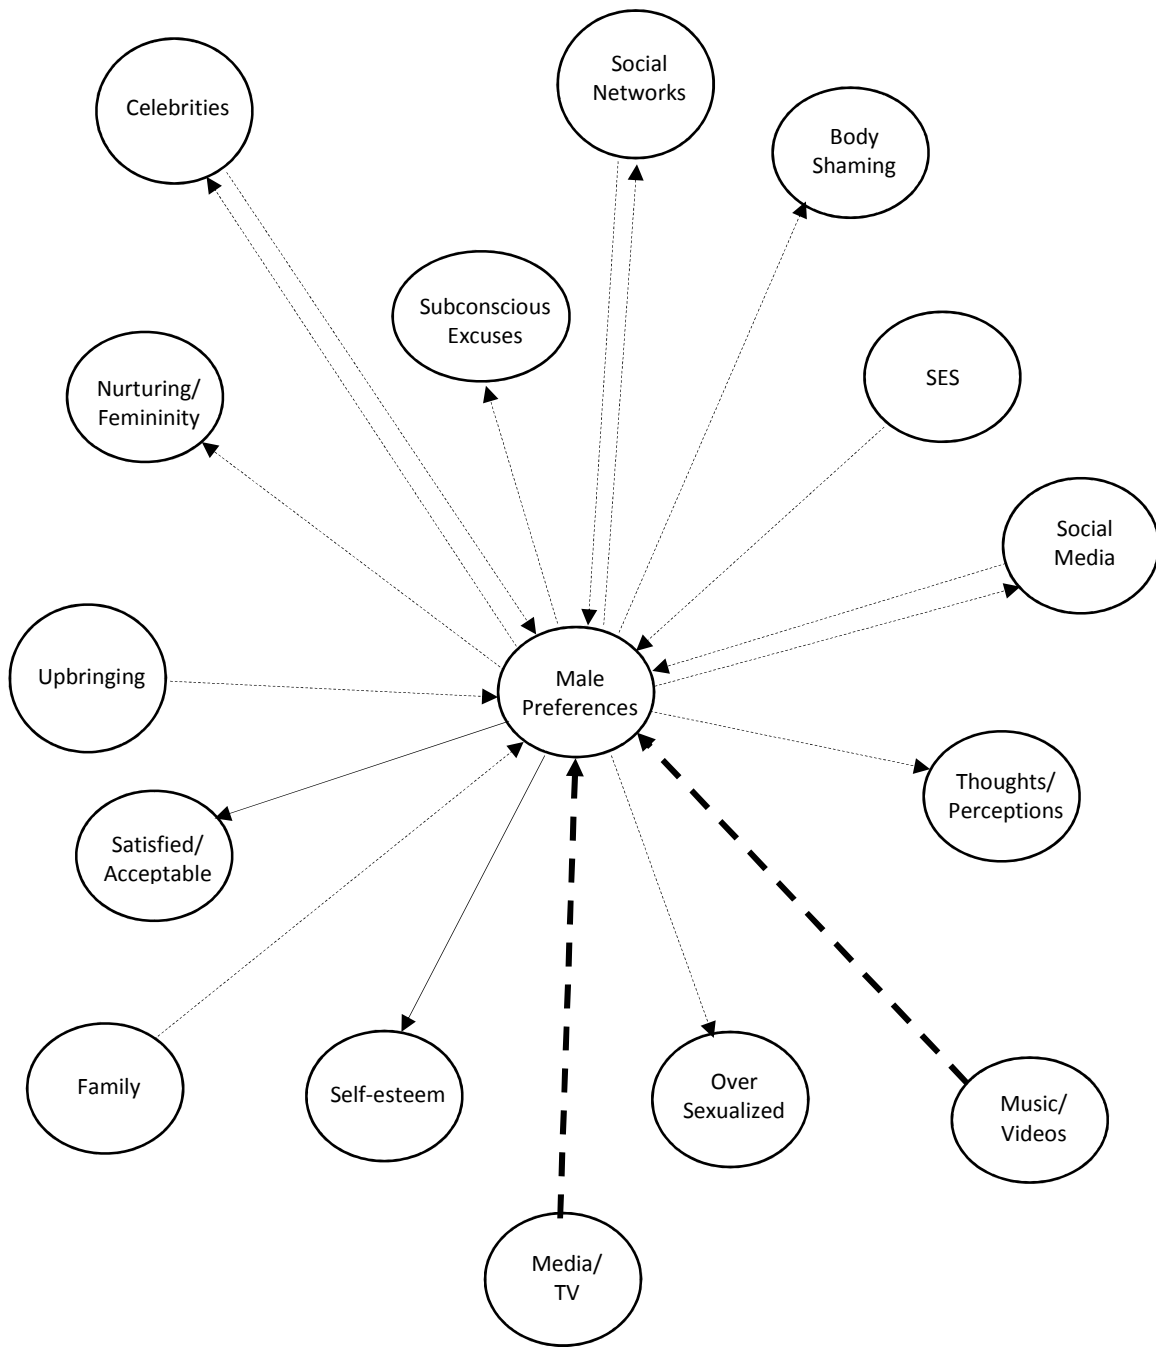 Celebrities
Social
Networks
Body
Shaming
Subconscious
Excuses
SES
Nurturing/
Femininity
Social
Media
Upbringing
Male
Preferences
Thoughts/
Perceptions
Satisfied/
Acceptable
Family
Self-esteem
Over
Sexualized
Music/
Videos
Media/
TV